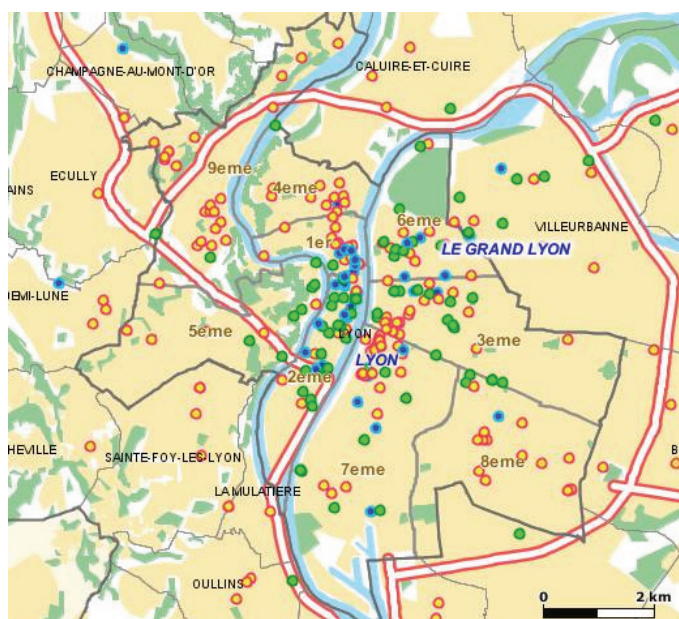 CHAMPAGNE-AU-MONT-D'OR
CALUIRE-ET-CUIRE
9eme
ECULLY
4eme
AINS
6eme
VILLEURBANNE
1er
LE GRAND LYON
DEMI-LUNE
5eme
LYON
3eme
LYON
2eme
HEVILLE
SAINTE-FOY-LES-LYON
8eme
B
7eme
LA MULATIERE
OULLINS
0 2 km